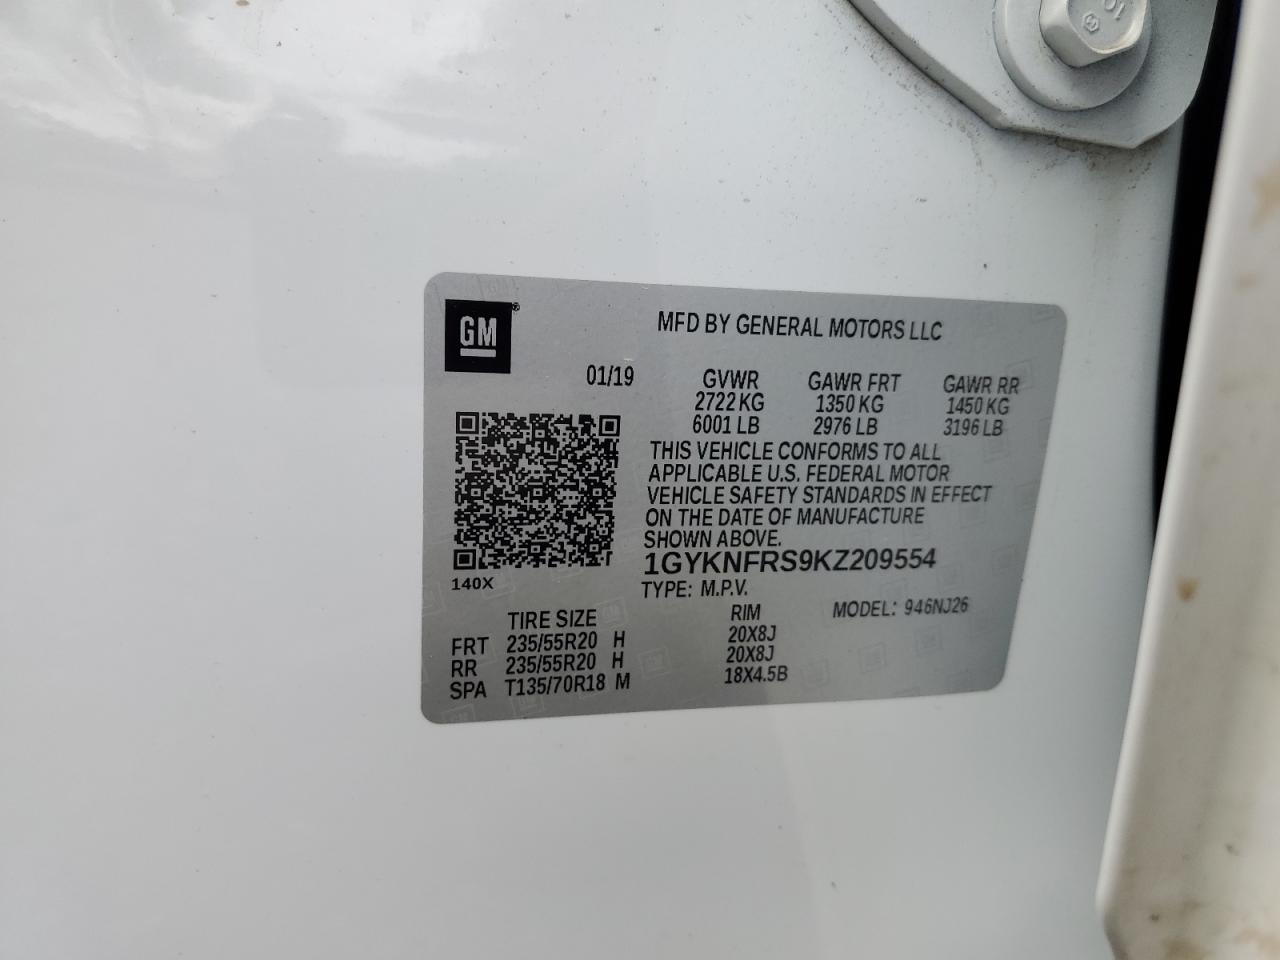 10
GM®
MFD BY GENERAL MOTORS LLC
01/19
GVWR GAWR FRT GAWR RR
2722 KG 1350 KG 1450 KG
6001 LB 2976 LB 3196 LB
THIS VEHICLE CONFORMS TO ALL
APPLICABLE U.S. FEDERAL MOTOR
VEHICLE SAFETY STANDARDS IN EFFECT
ON THE DATE OF MANUFACTURE
SHOWN ABOVE.
1GYKNFRS9KZ209554
140X
TYPE: M.P.V.
MODEL: 946NJ26
TIRE SIZE RIM
FRT 235/55R20 H 20X8J
RR 235/55R20 H 20X8J
SPA T135/70R18 M 18X4.5B